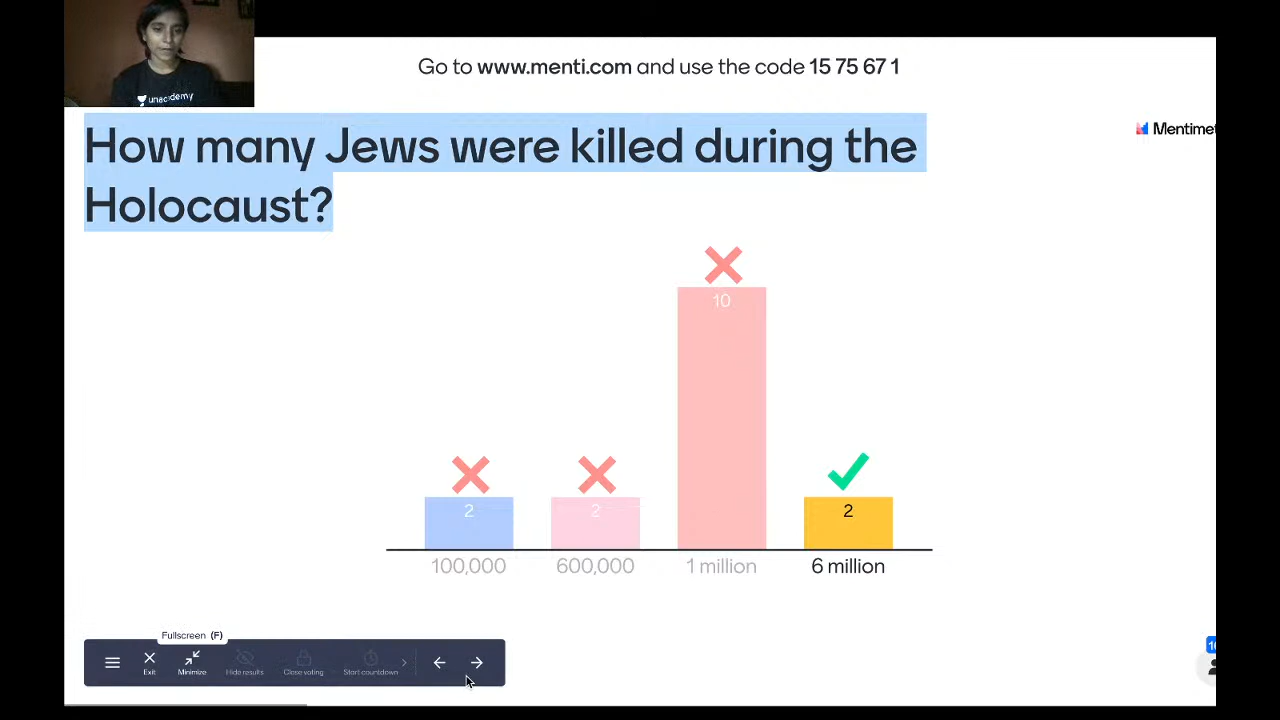 unacademy
Go to www.menti.com and use the code 15 75 67 1
Mentimet
How many Jews were killed during the
Holocaust?
10
2
2
2
100,000
600,000
1 million
6 million
Fullscreen (F)
Exit
Minimize
Hide results
Close voting
Start countdown